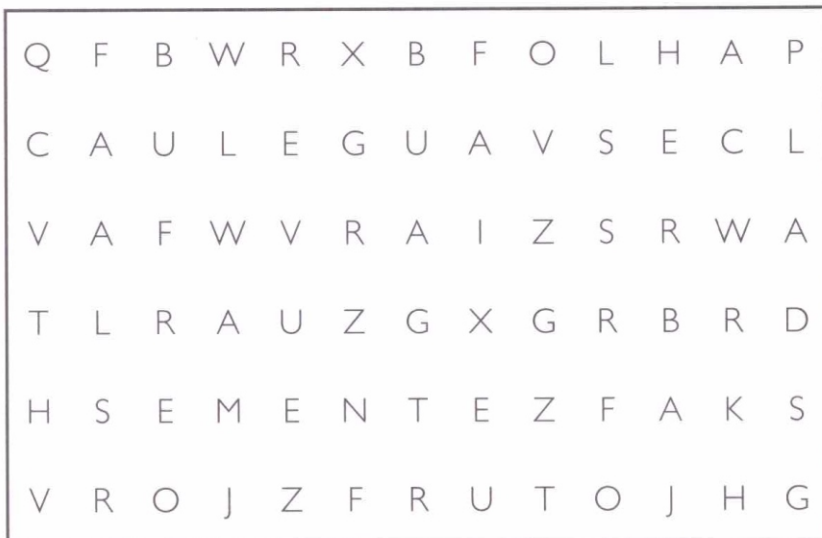 Q F B W R X B F O L H A P
C A U L E G U A V S E C L
V A F W V R A I Z S R W A
T L R A U Z G X G R B R D
H S E M E N T E Z F A K S
V R O J Z F R U T O J H G